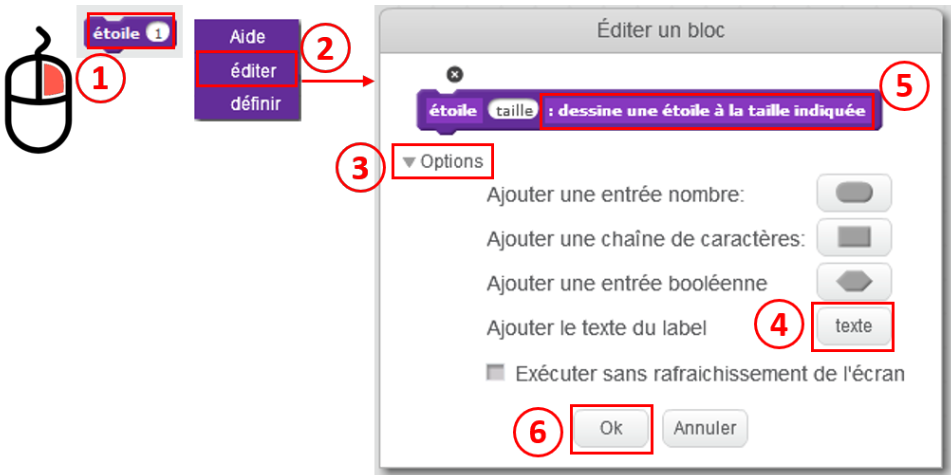 étoile 1
1
Aide
éditer
définir
2
Éditer un bloc
étoile taille : dessine une étoile à la taille indiquée
5
3
Options
Ajouter une entrée nombre:
Ajouter une chaîne de caractères:
Ajouter une entrée booléenne
Ajouter le texte du label
4
texte
Exécuter sans rafraichissement de l'écran
6
Ok
Annuler